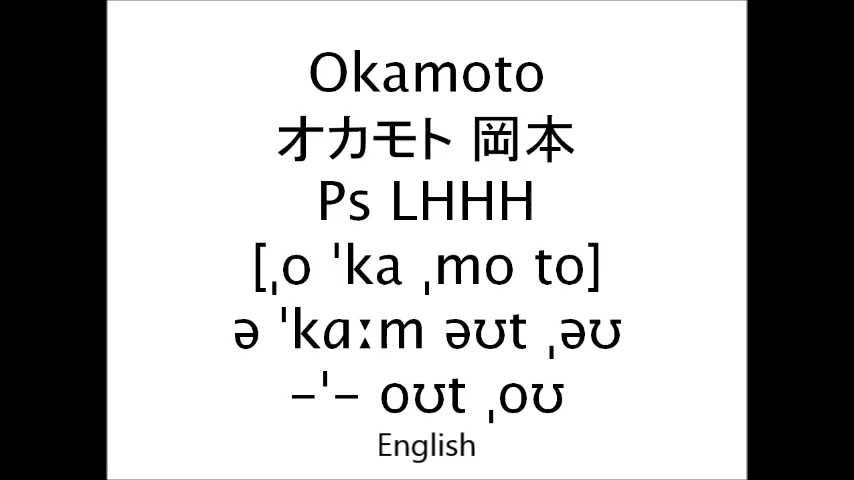 Okamoto
オカモト 岡本
Ps LHHH
[ˌo ˈka ˌmo to]
ə ˈkɑːm əʊt ˌəʊ
–ˈ– oʊt ˌoʊ
English